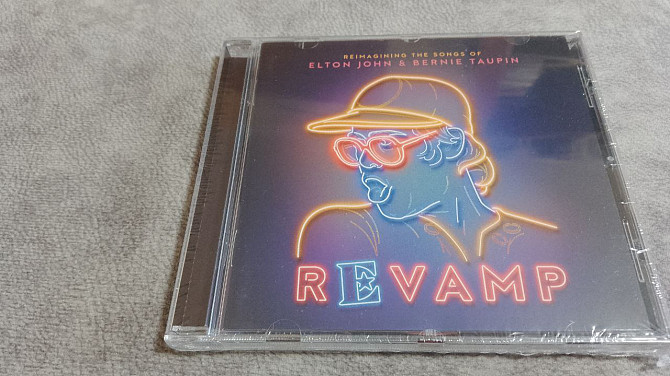 REIMAGINING THE SONGS OF
ELTON JOHN & BERNIE TAUPIN
REVAMP